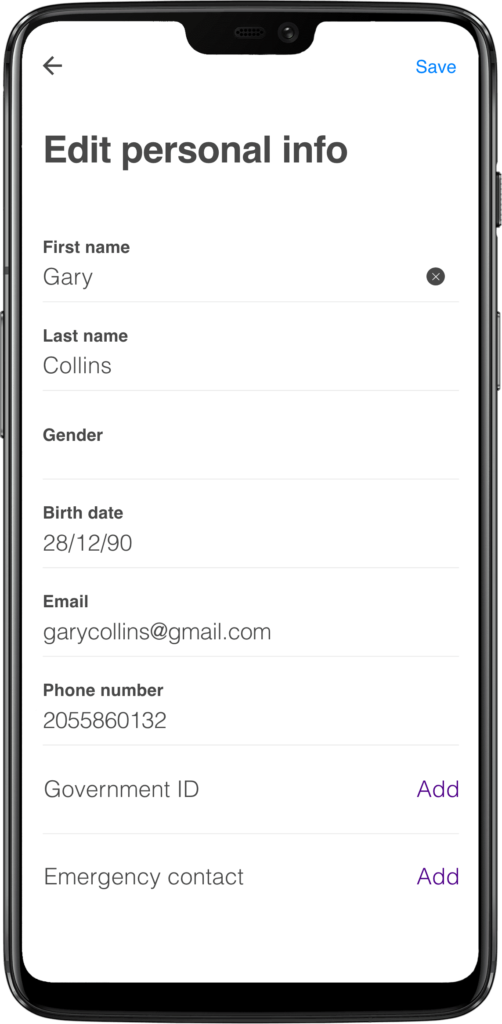 Save
Edit personal info
First name
Gary
Last name
Collins
Gender
Birth date
28/12/90
Email
garycollins@gmail.com
Phone number
2055860132
Government ID Add
Emergency contact Add